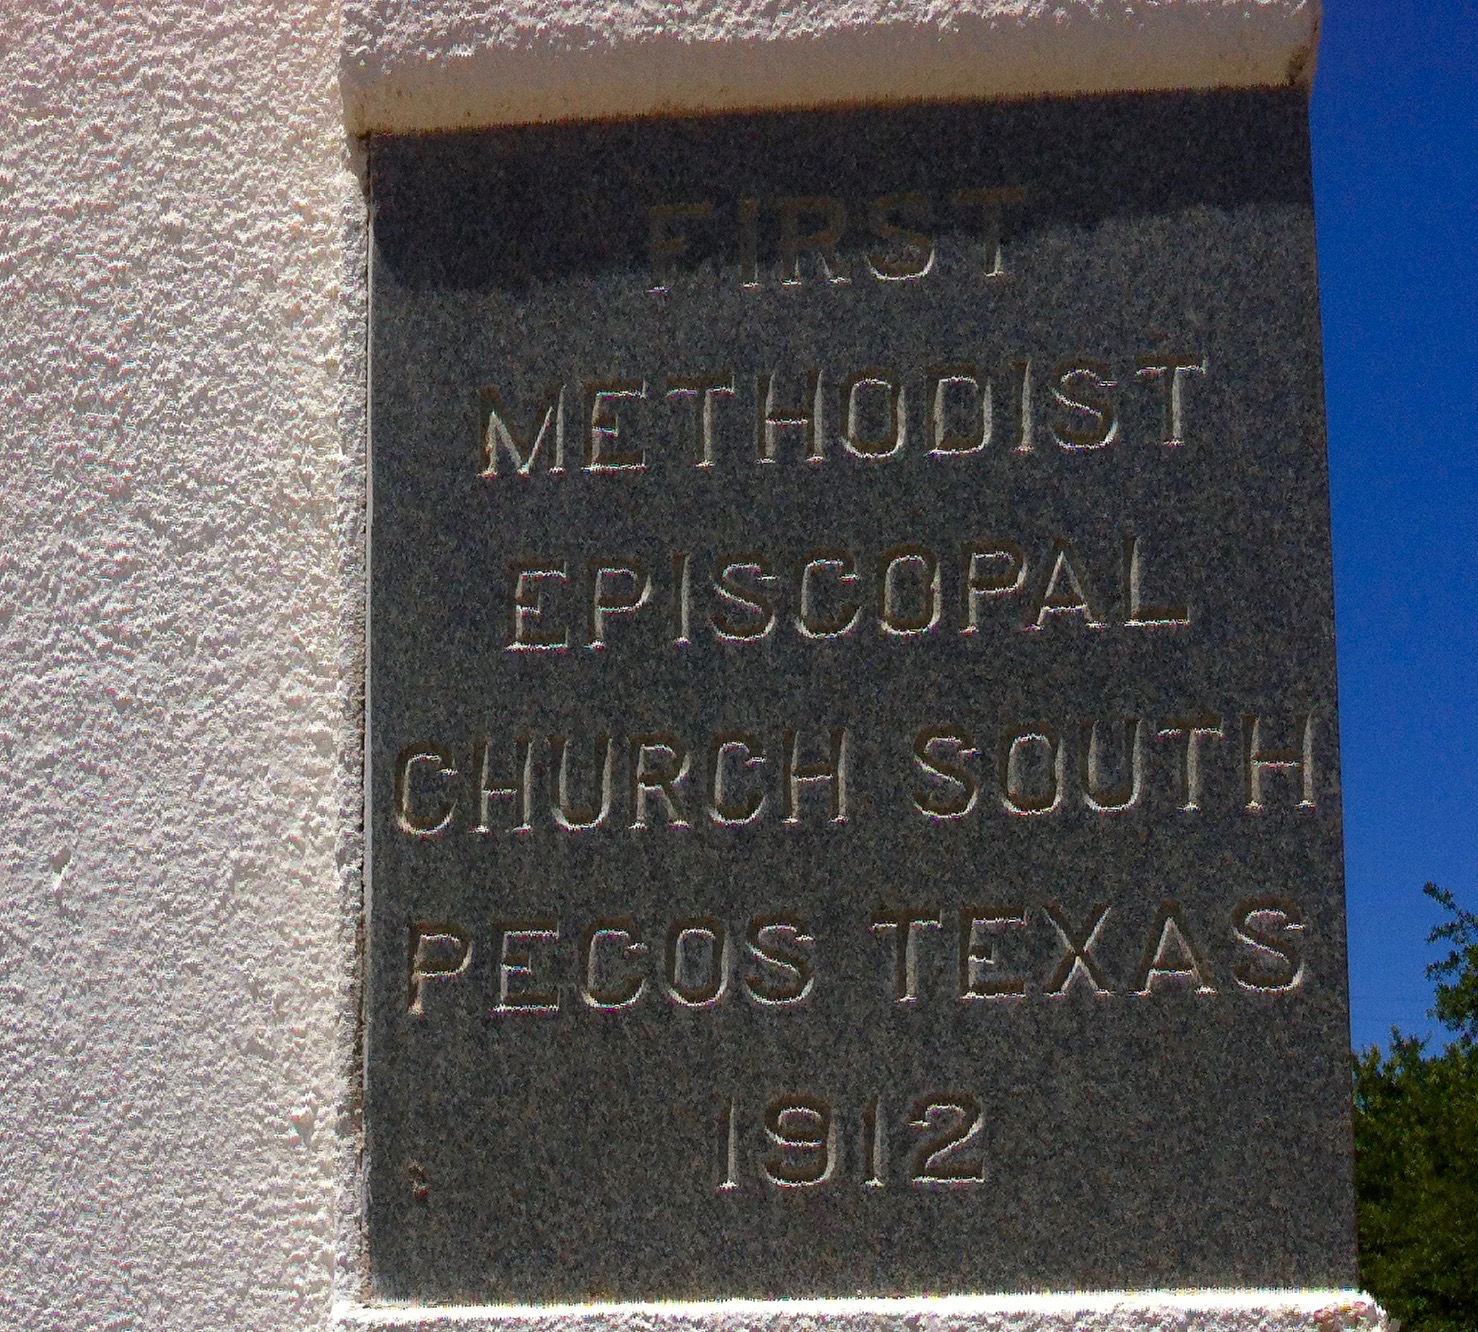 FIRST
METHODIST
EPISCOPAL
CHURCH SOUTH
PECOS TEXAS
1912